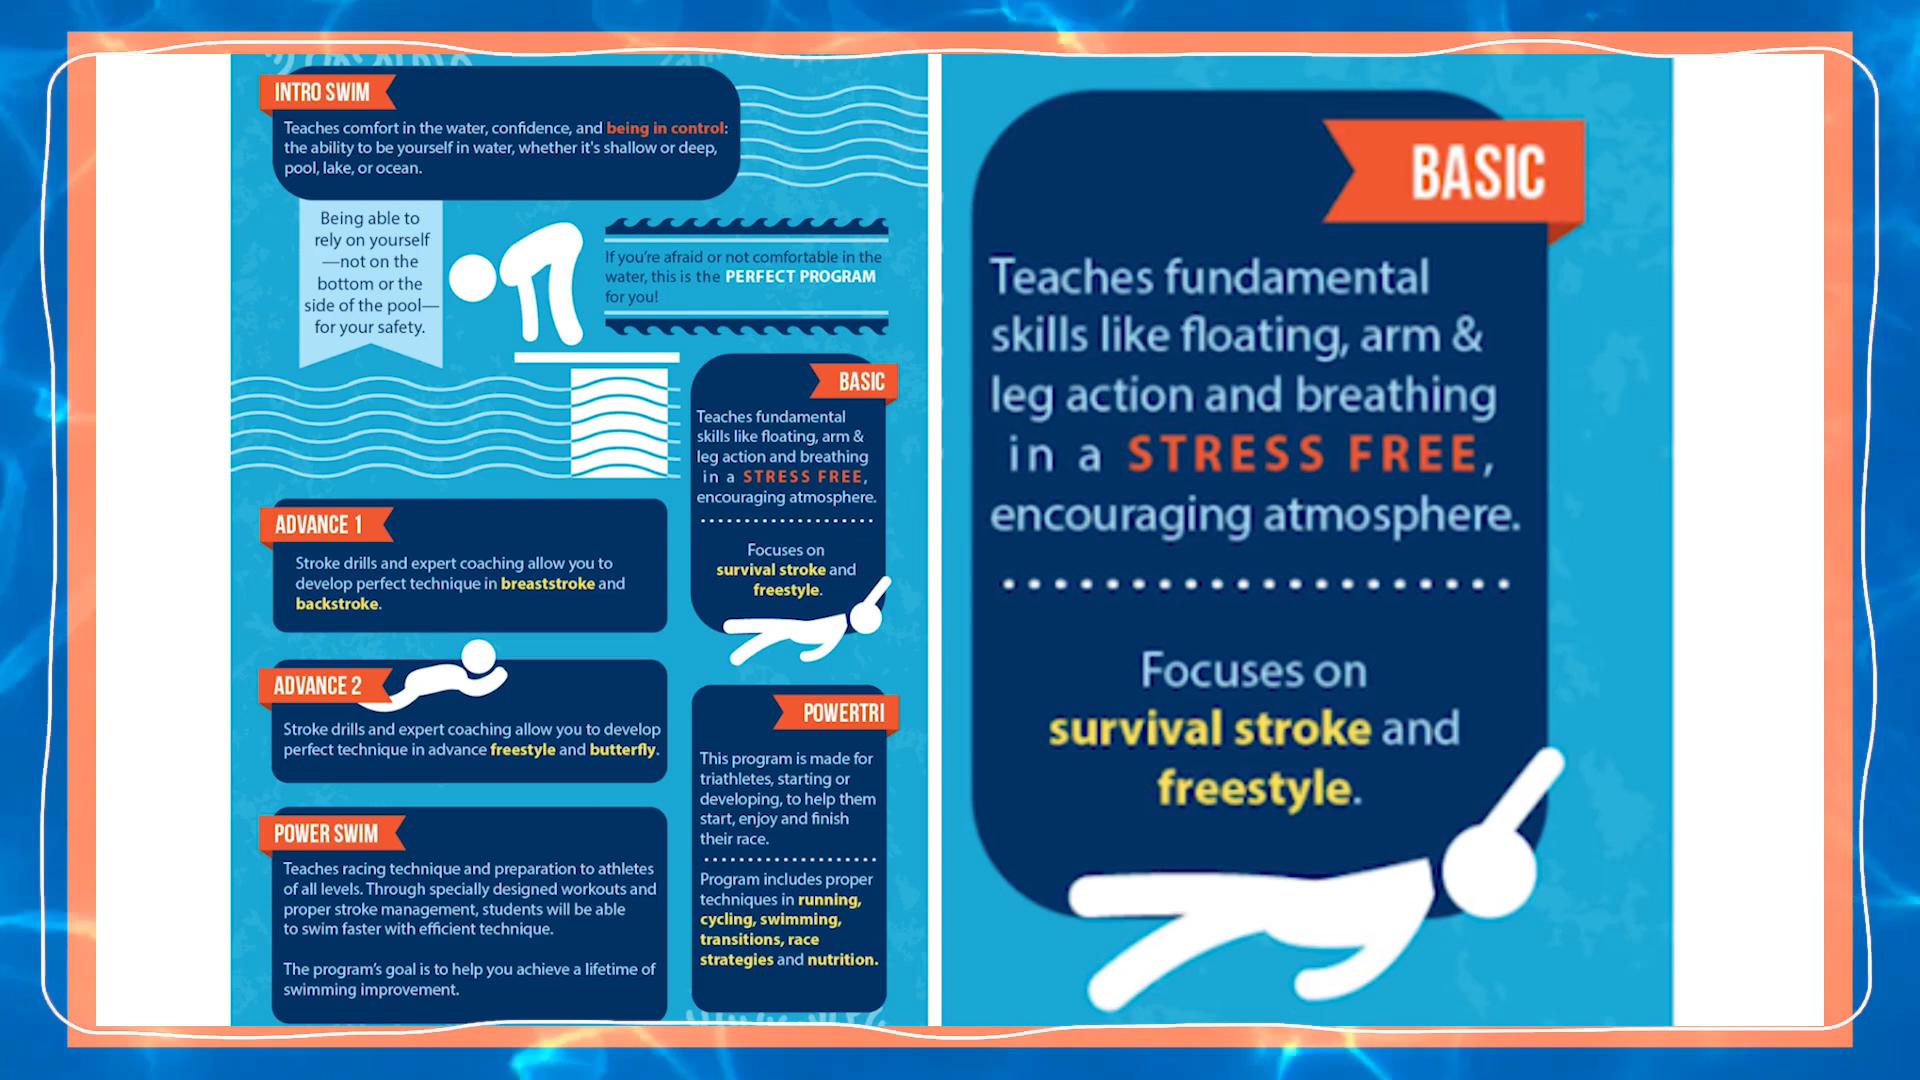 INTRO SWIM
Teaches comfort in the water, confidence, and being in control:
the ability to be yourself in water, whether it's shallow or deep,
pool, lake, or ocean.
Being able to
rely on yourself
—not on the
bottom or the
side of the pool—
for your safety.
If you're afraid or not comfortable in the
water, this is the PERFECT PROGRAM
for you!
BASIC
Teaches fundamental
skills like floating, arm &
leg action and breathing
in a STRESS FREE,
encouraging atmosphere.
Focuses on
survival stroke and
freestyle.
ADVANCE 1
Stroke drills and expert coaching allow you to
develop perfect technique in breaststroke and
backstroke.
ADVANCE 2
Stroke drills and expert coaching allow you to develop
perfect technique in advance freestyle and butterfly.
POWERTRI
This program is made for
triathletes, starting or
developing, to help them
start, enjoy and finish
their race.
Program includes proper
techniques in running,
cycling, swimming,
transitions, race
strategies and nutrition.
POWER SWIM
Teaches racing technique and preparation to athletes
of all levels. Through specially designed workouts and
proper stroke management, students will be able
to swim faster with efficient technique.
The program's goal is to help you achieve a lifetime of
swimming improvement.
BASIC
Teaches fundamental
skills like floating, arm &
leg action and breathing
in a STRESS FREE,
encouraging atmosphere.
Focuses on
survival stroke and
freestyle.